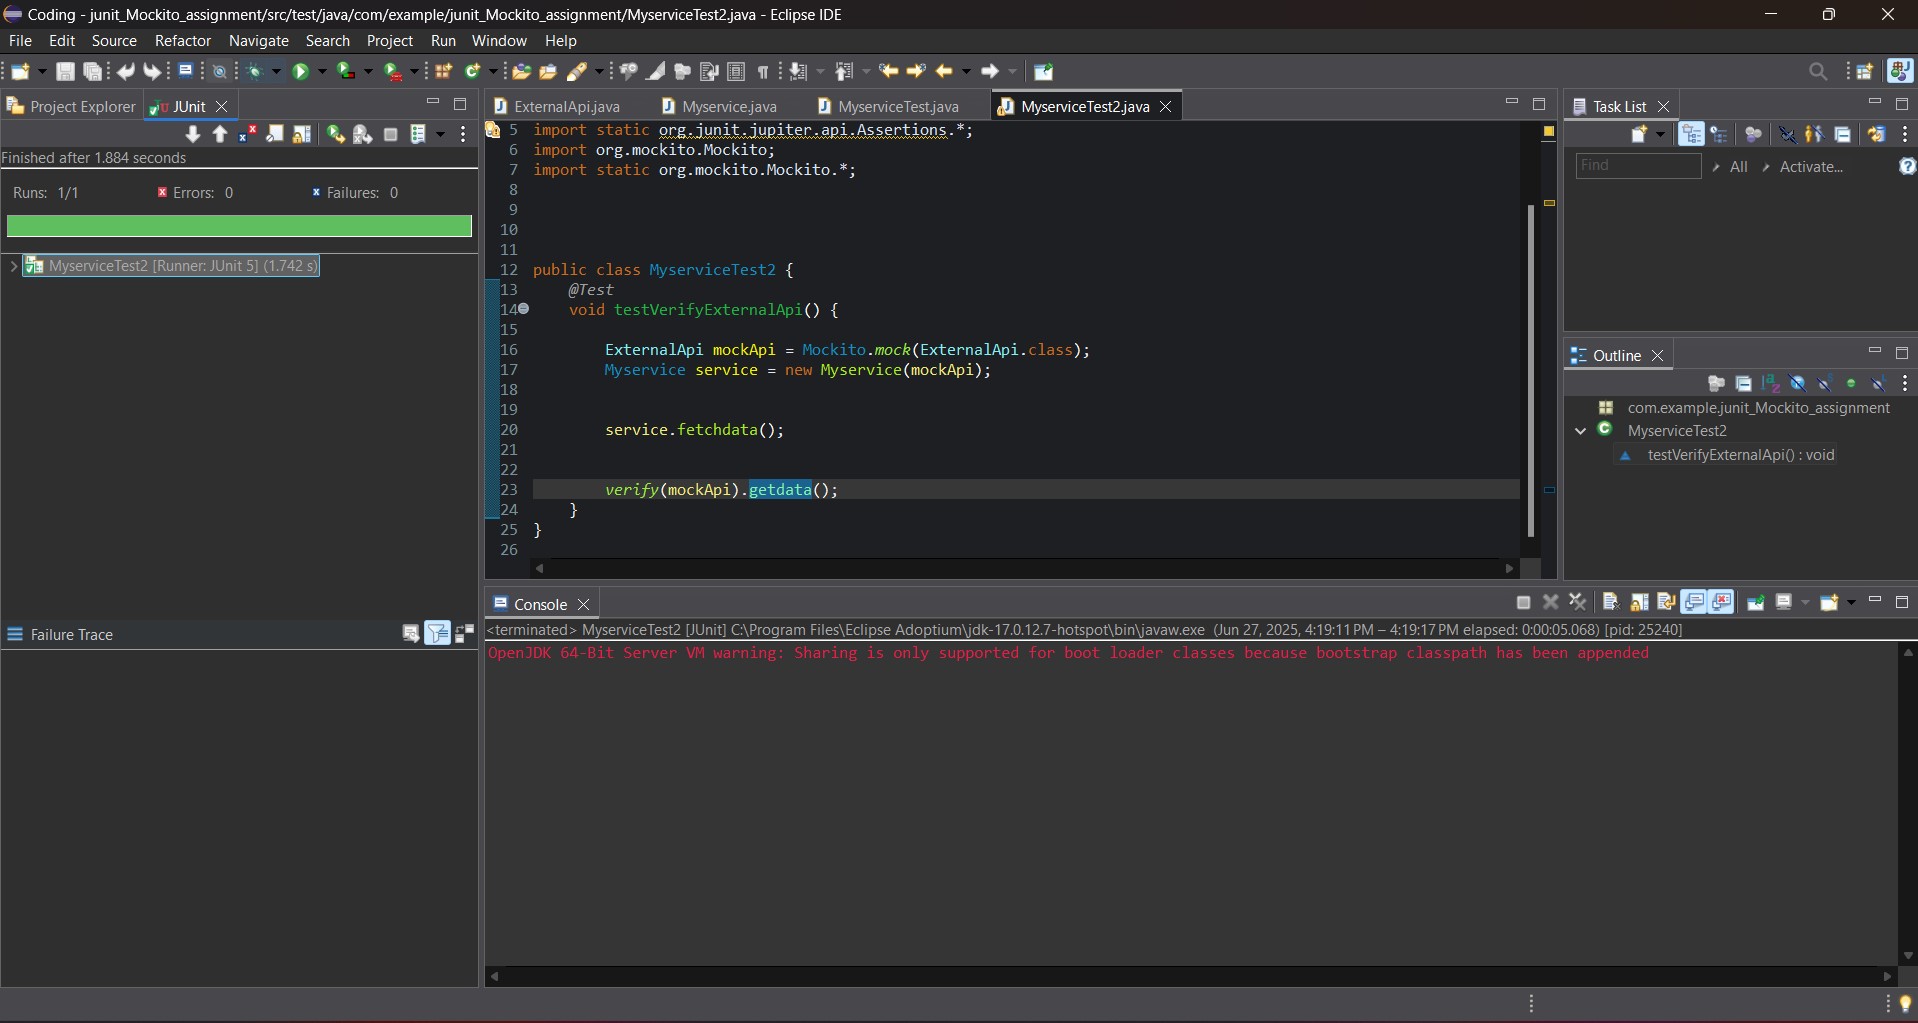 Coding - junit_Mockito_assignment/src/test/java/com/example/junit_Mockito_assignment/MyserviceTest2.java - Eclipse IDE
File Edit Source Refactor Navigate Search Project Run Window Help
Project Explorer
JUnit
Finished after 1.884 seconds
Runs: 1/1 Errors: 0 Failures: 0
MyserviceTest2 [Runner: JUnit 5] (1.742 s)
Failure Trace
ExternalApi.java Myservice.java MyserviceTest.java MyserviceTest2.java
5 import static org.junit.jupiter.api.Assertions.*;
6 import org.mockito.Mockito;
7 import static org.mockito.Mockito.*;
8
9
10
11
12 public class MyserviceTest2 {
13 @Test
14 void testVerifyExternalApi() {
15
16 ExternalApi mockApi = Mockito.mock(ExternalApi.class);
17 Myservice service = new Myservice(mockApi);
18
19
20 service.fetchdata();
21
22
23 verify(mockApi).getdata();
24 }
25 }
26
Task List
Find All Activate...
Outline
com.example.junit_Mockito_assignment
MyserviceTest2
testVerifyExternalApi() : void
Console
<terminated> MyserviceTest2 [JUnit] C:\Program Files\Eclipse Adoptium\jdk-17.0.12.7-hotspot\bin\javaw.exe (Jun 27, 2025, 4:19:11 PM – 4:19:17 PM elapsed: 0:00:05.068) [pid: 25240]
OpenJDK 64-Bit Server VM warning: Sharing is only supported for boot loader classes because bootstrap classpath has been appended